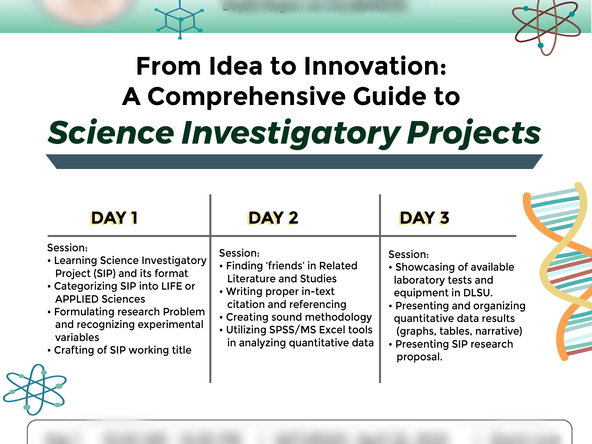 From Idea to Innovation:
A Comprehensive Guide to
Science Investigatory Projects
DAY 1
Session:
• Learning Science Investigatory
Project (SIP) and its format
• Categorizing SIP into LIFE or
APPLIED Sciences
• Formulating research Problem
and recognizing experimental
variables
• Crafting of SIP working title
DAY 2
Session:
• Finding 'friends' in Related
Literature and Studies
• Writing proper in-text
citation and referencing
• Creating sound methodology
• Utilizing SPSS/MS Excel tools
in analyzing quantitative data
DAY 3
Session:
• Showcasing of available
laboratory tests and
equipment in DLSU.
• Presenting and organizing
quantitative data results
(graphs, tables, narrative)
• Presenting SIP research
proposal.